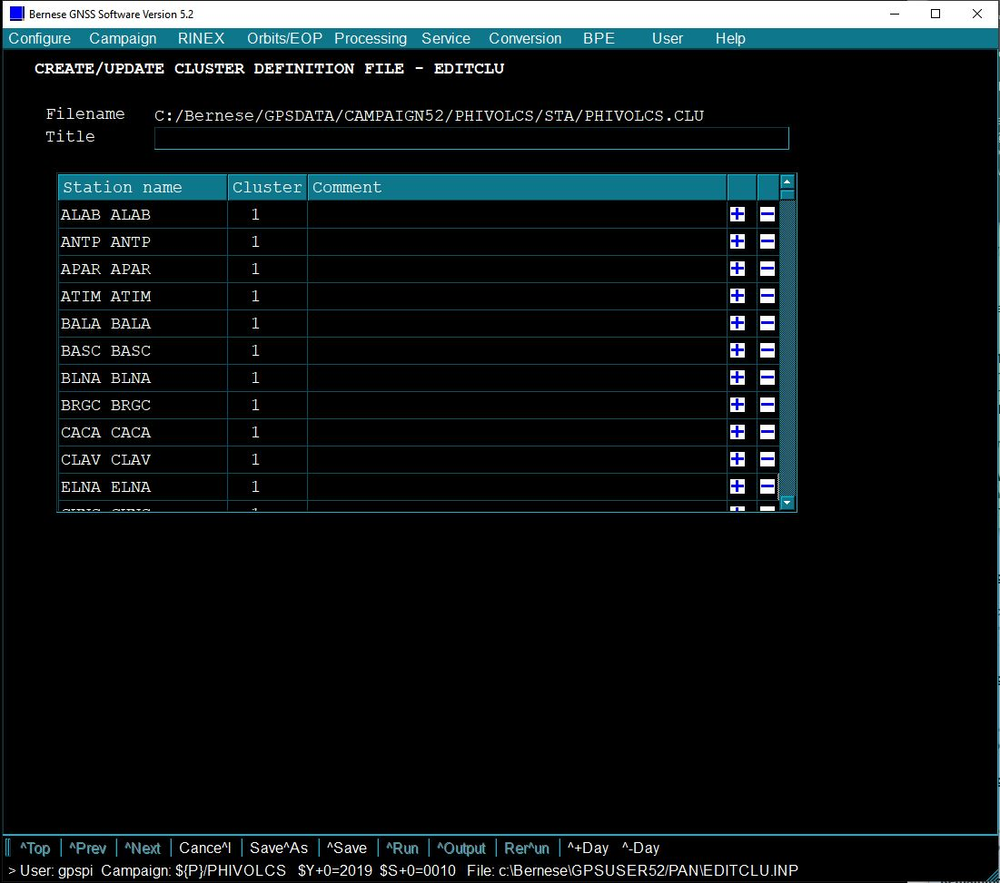 Bernese GNSS Software Version 5.2
Configure Campaign RINEX Orbits/EOP Processing Service Conversion BPE User Help
CREATE/UPDATE CLUSTER DEFINITION FILE - EDITCLU
Filename C:/Bernese/GPSDATA/CAMPAIGN52/PHIVOLCS/STA/PHIVOLCS.CLU
Title
Station name Cluster Comment
ALAB ALAB 1
ANTP ANTP 1
APAR APAR 1
ATIM ATIM 1
BALA BALA 1
BASC BASC 1
BLNA BLNA 1
BRGC BRGC 1
CACA CACA 1
CLAV CLAV 1
ELNA ELNA 1
^Top ^Prev ^Next Cance^l Save^As ^Save ^Run ^Output Rer^un ^+Day ^-Day
> User: gpspi Campaign: ${P}/PHIVOLCS $Y+0=2019 $S+0=0010 File: c:\Bernese\GPSUSER52/PAN\EDITCLU.INP